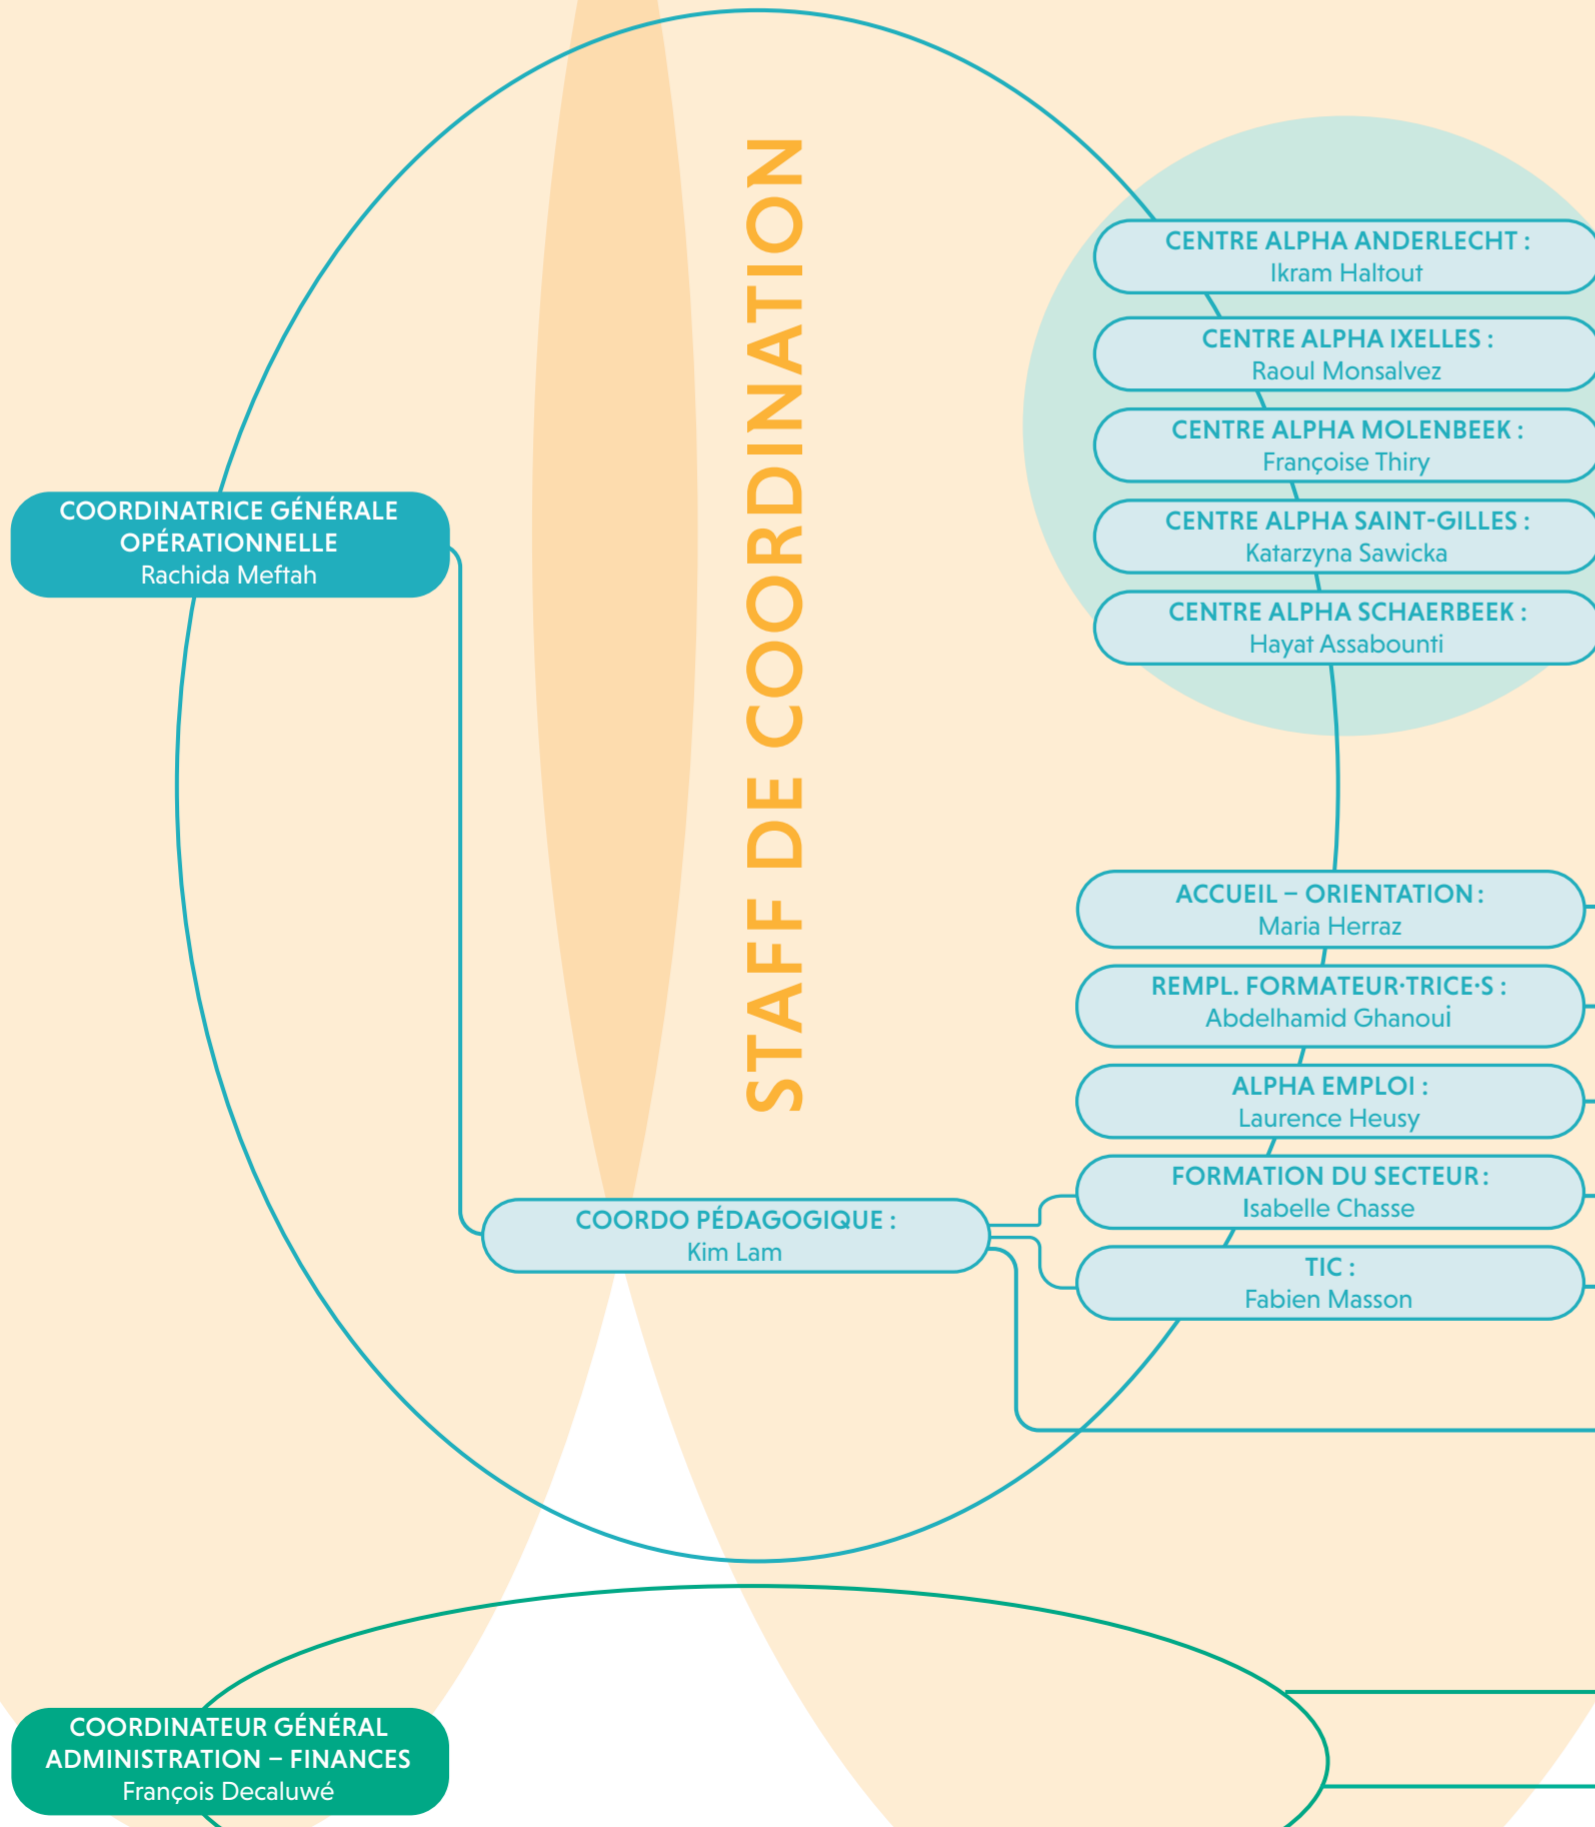 STAFF DE COORDINATION
CENTRE ALPHA ANDERLECHT :
Ikram Haltout
CENTRE ALPHA IXELLES :
Raoul Monsalvez
CENTRE ALPHA MOLENBEEK :
Françoise Thiry
CENTRE ALPHA SAINT-GILLES :
Katarzyna Sawicka
CENTRE ALPHA SCHAERBEEK :
Hayat Assabounti
COORDINATRICE GÉNÉRALE
OPÉRATIONNELLE
Rachida Meftah
ACCUEIL – ORIENTATION :
Maria Herraz
REMPL. FORMATEUR·TRICE·S :
Abdelhamid Ghanoui
ALPHA EMPLOI :
Laurence Heusy
FORMATION DU SECTEUR :
Isabelle Chasse
COORDO PÉDAGOGIQUE :
Kim Lam
TIC :
Fabien Masson
COORDINATEUR GÉNÉRAL
ADMINISTRATION – FINANCES
François Decaluwé